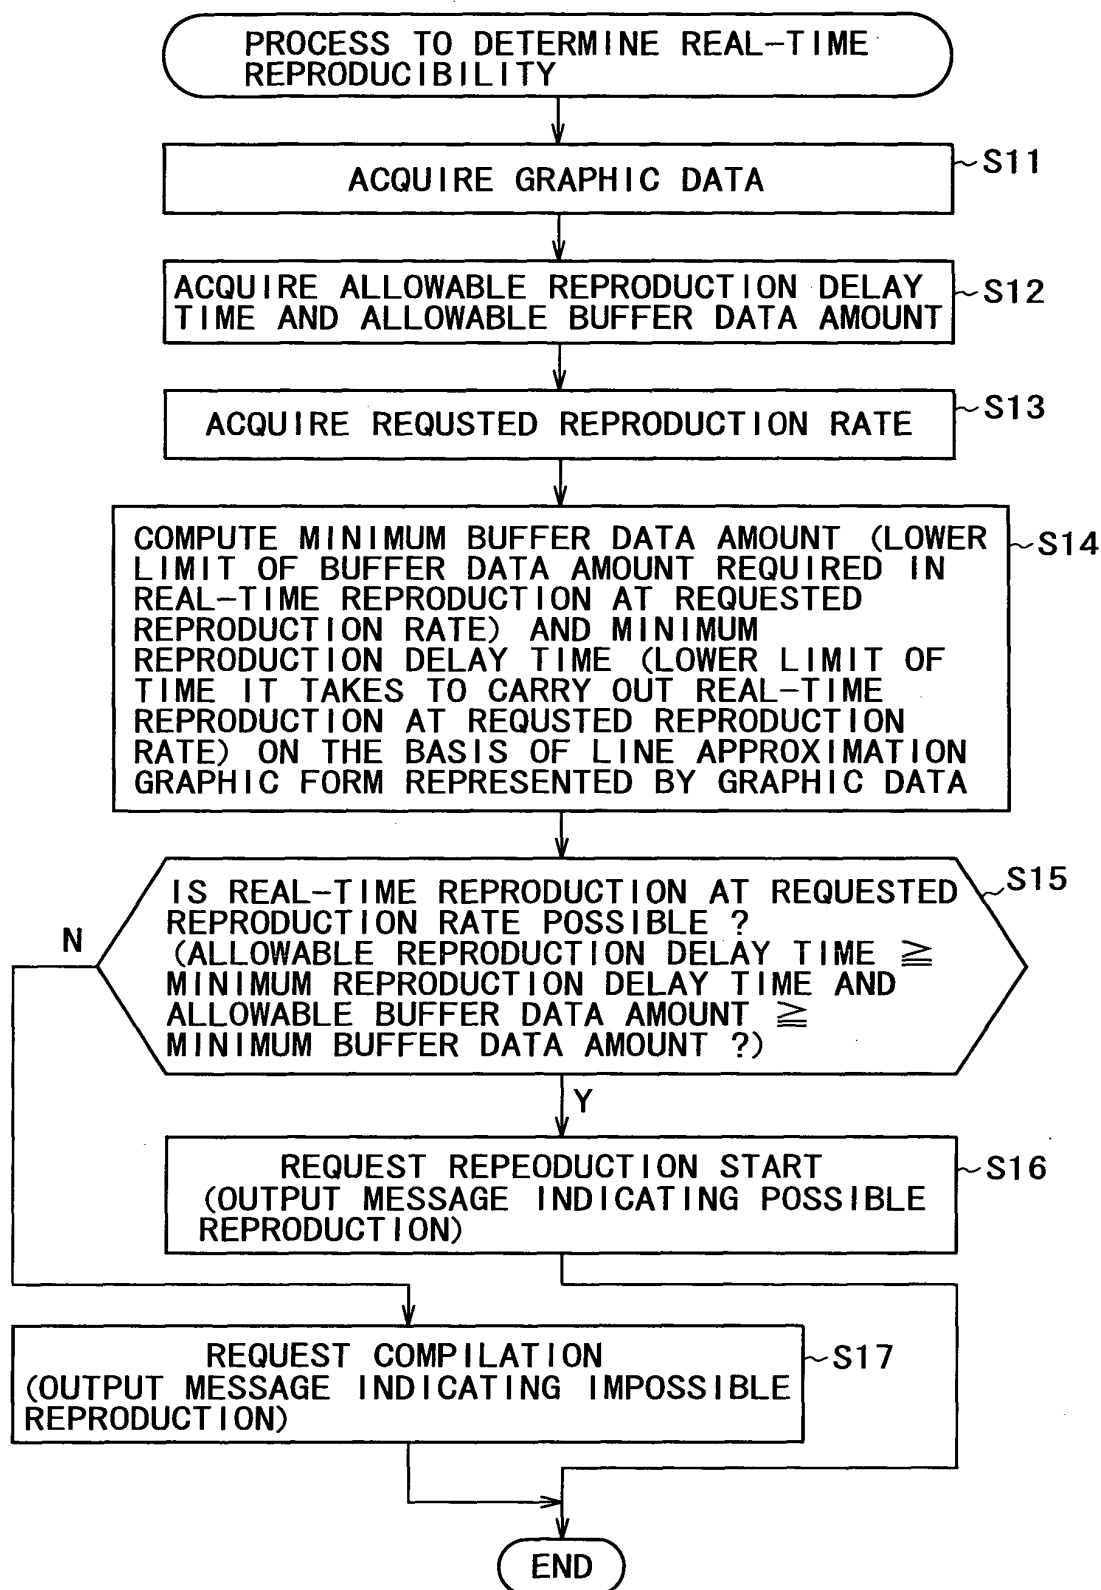 PROCESS TO DETERMINE REAL-TIME
REPRODUCIBILITY
ACQUIRE GRAPHIC DATA
S11
ACQUIRE ALLOWABLE REPRODUCTION DELAY
TIME AND ALLOWABLE BUFFER DATA AMOUNT
S12
ACQUIRE REQUSTED REPRODUCTION RATE
S13
COMPUTE MINIMUM BUFFER DATA AMOUNT (LOWER
LIMIT OF BUFFER DATA AMOUNT REQUIRED IN
REAL-TIME REPRODUCTION AT REQUESTED
REPRODUCTION RATE) AND MINIMUM
REPRODUCTION DELAY TIME (LOWER LIMIT OF
TIME IT TAKES TO CARRY OUT REAL-TIME
REPRODUCTION AT REQUSTED REPRODUCTION
RATE) ON THE BASIS OF LINE APPROXIMATION
GRAPHIC FORM REPRESENTED BY GRAPHIC DATA
S14
IS REAL-TIME REPRODUCTION AT REQUESTED
REPRODUCTION RATE POSSIBLE ?
(ALLOWABLE REPRODUCTION DELAY TIME ≧
MINIMUM REPRODUCTION DELAY TIME AND
ALLOWABLE BUFFER DATA AMOUNT ≧
MINIMUM BUFFER DATA AMOUNT ?)
S15
N
Y
REQUEST REPEODUCTION START
(OUTPUT MESSAGE INDICATING POSSIBLE
REPRODUCTION)
S16
REQUEST COMPILATION
(OUTPUT MESSAGE INDICATING IMPOSSIBLE
REPRODUCTION)
S17
END